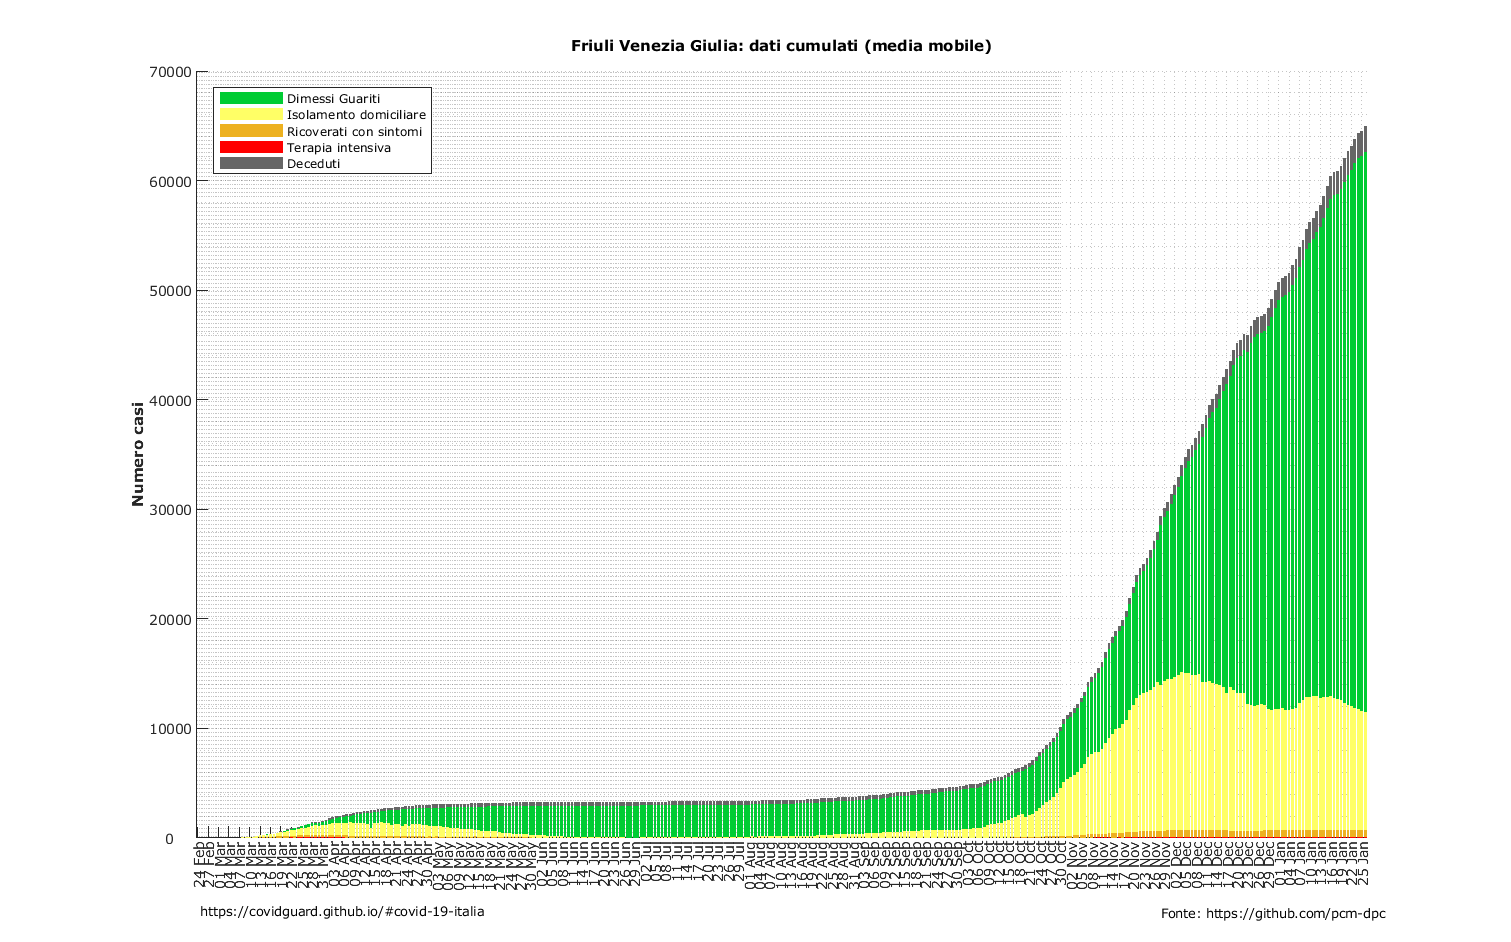 Friuli Venezia Giulia: dati cumulati (media mobile)
Numero casi
70000
60000
50000
40000
30000
20000
10000
0
Dimessi Guariti
Isolamento domiciliare
Ricoverati con sintomi
Terapia intensiva
Deceduti
24 Feb
27 Feb
01 Mar
04 Mar
07 Mar
10 Mar
13 Mar
16 Mar
19 Mar
22 Mar
25 Mar
28 Mar
31 Mar
03 Apr
06 Apr
09 Apr
12 Apr
15 Apr
18 Apr
21 Apr
24 Apr
27 Apr
30 Apr
03 May
06 May
09 May
12 May
15 May
18 May
21 May
24 May
27 May
30 May
02 Jun
05 Jun
08 Jun
11 Jun
14 Jun
17 Jun
20 Jun
23 Jun
26 Jun
29 Jun
02 Jul
05 Jul
08 Jul
11 Jul
14 Jul
17 Jul
20 Jul
23 Jul
26 Jul
29 Jul
01 Aug
04 Aug
07 Aug
10 Aug
13 Aug
16 Aug
19 Aug
22 Aug
25 Aug
28 Aug
31 Aug
03 Sep
06 Sep
09 Sep
12 Sep
15 Sep
18 Sep
21 Sep
24 Sep
27 Sep
30 Sep
03 Oct
06 Oct
09 Oct
12 Oct
15 Oct
18 Oct
21 Oct
24 Oct
27 Oct
30 Oct
02 Nov
05 Nov
08 Nov
11 Nov
14 Nov
17 Nov
20 Nov
23 Nov
26 Nov
29 Nov
02 Dec
05 Dec
08 Dec
11 Dec
14 Dec
17 Dec
20 Dec
23 Dec
26 Dec
29 Dec
01 Jan
04 Jan
07 Jan
10 Jan
13 Jan
16 Jan
19 Jan
22 Jan
25 Jan
https://covidguard.github.io/#covid-19-italia
Fonte: https://github.com/pcm-dpc